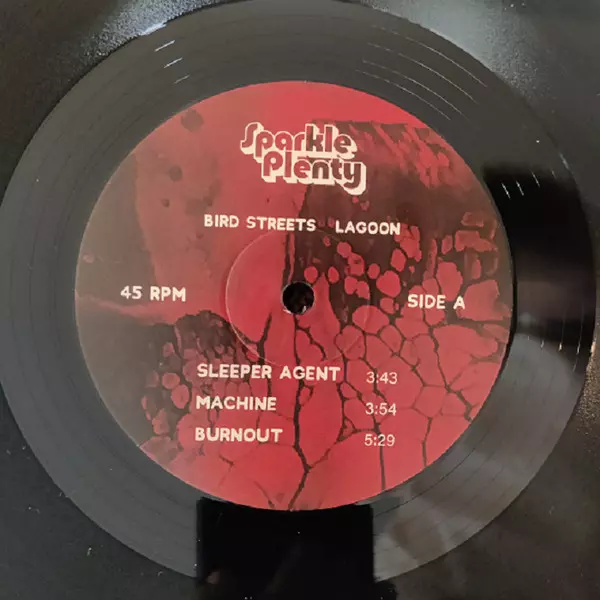 Sparkle
Plenty
BIRD STREETS LAGOON
45 RPM SIDE A
SLEEPER AGENT 3:43
MACHINE 3:54
BURNOUT 5:29